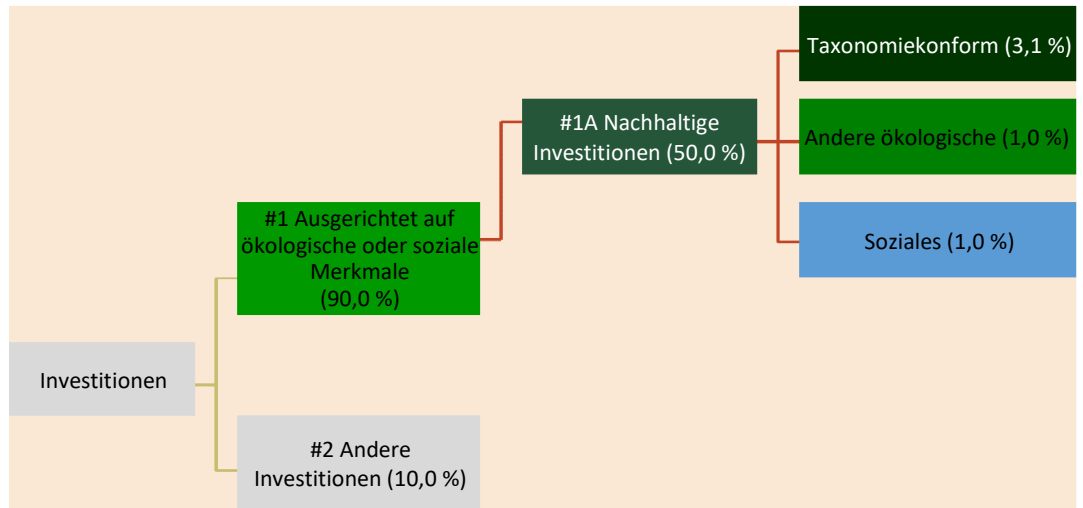 Taxonomiekonform (3,1 %)
#1A Nachhaltige
Investitionen (50,0 %)
Andere ökologische (1,0 %)
#1 Ausgerichtet auf
ökologische oder soziale
Merkmale
(90,0 %)
Soziales (1,0 %)
Investitionen
#2 Andere
Investitionen (10,0 %)